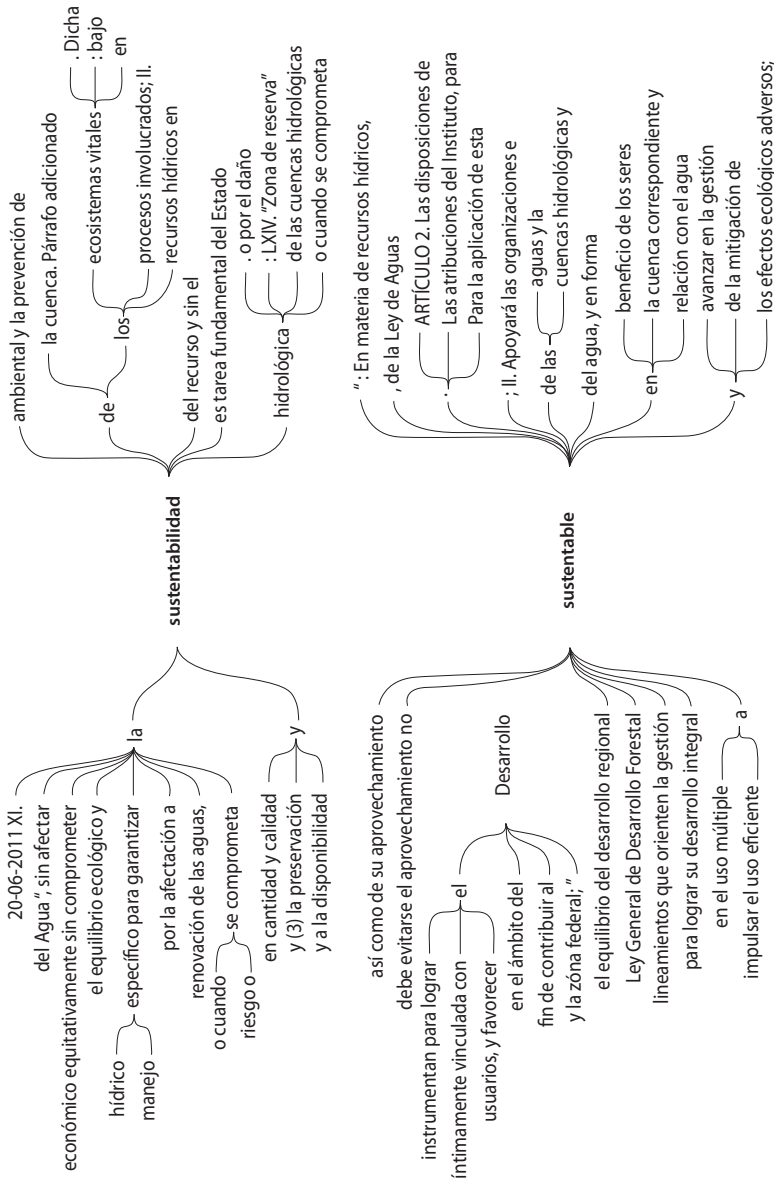 20-06-2011 XI.
del Agua“, sin afectar
económico equitativamente sin comprometer
el equilibrio ecológico y
hídrico
manejo
específico para garantizar
por la afectación a
renovación de las aguas,
o cuando
riesgo o
se comprometa
la
en cantidad y calidad
y (3) la preservación
y a la disponibilidad
y
sustentabilidad
ambiental y la prevención de
de
la cuenca. Párrafo adicionado
los
ecosistemas vitales
. Dicha
: bajo
en
procesos involucrados; II.
recursos hídricos en
del recurso y sin el
es tarea fundamental del Estado
hidrológica
. o por el daño
: LXIV. “Zona de reserva”
de las cuencas hidrológicas
o cuando se comprometa
así como de su aprovechamiento
debe evitarse el aprovechamiento no
instrumentan para lograr
íntimamente vinculada con
usuarios, y favorecer
el
en el ámbito del
fin de contribuir al
y la zóna federal; ”
Desarrollo
el equilibrio del desarrollo regional
Ley General de Desarrollo Forestal
lineamientos que orienten la gestión
para lograr su desarrollo integral
en el uso múltiple
impulsar el uso eficiente
a
sustentable
“: En materia de recursos hídricos,
, de la Ley de Aguas
.
ARTÍCULO 2. Las disposiciones de
Las atribuciones del Instituto, para
Para la aplicación de esta
; II. Apoyará las organizaciones e
de las
aguas y la
cuencas hidrológicas y
del agua, y en forma
en
beneficio de los seres
la cuenca correspondiente y
relación con el agua
y
avanzar en la gestión
de la mitigación de
los efectos ecológicos adversos;